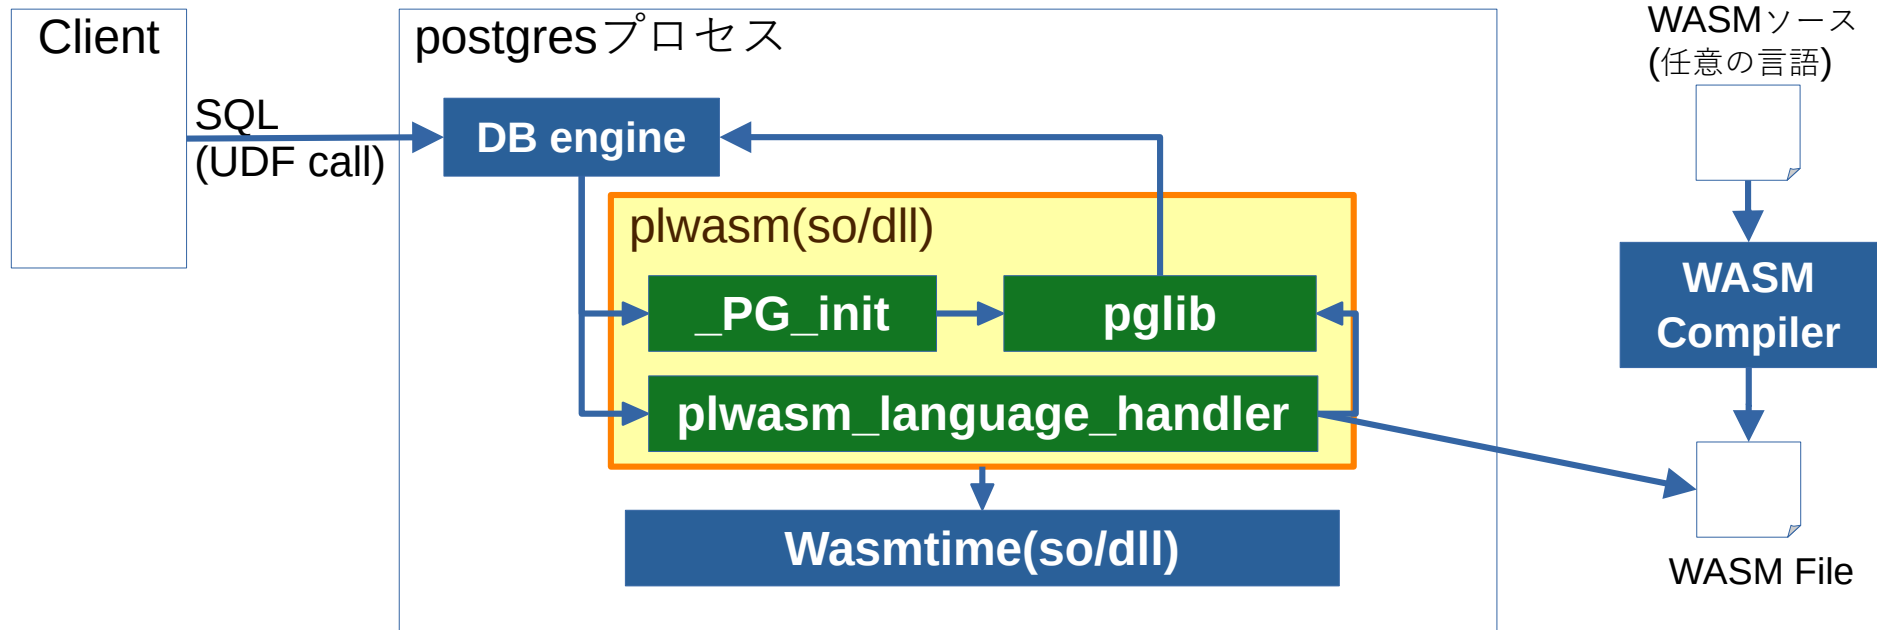 Client
postgresプロセス
WASMソース
(任意の言語)
SQL
(UDF call)
DB engine
plwasm(so/dll)
_PG_init
pglib
WASM
Compiler
plwasm_language_handler
Wasmtime(so/dll)
WASM File